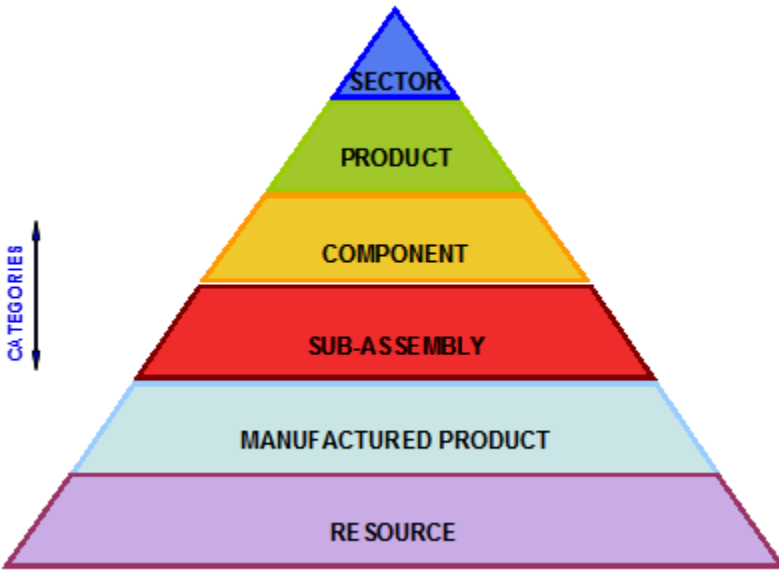 SECTOR
PRODUCT
COMPONENT
CATEGORIES
SUB-ASSEMBLY
MANUFACTURED PRODUCT
RESOURCE